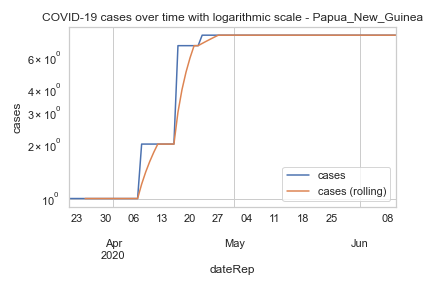 COVID-19 cases over time with logarithmic scale - Papua_New_Guinea
6 × 10⁰
4 × 10⁰
3 × 10⁰
2 × 10⁰
10⁰
cases
cases
cases (rolling)
23 30 06 13 20 27 04 11 18 25 08
Apr May Jun
2020
dateRep